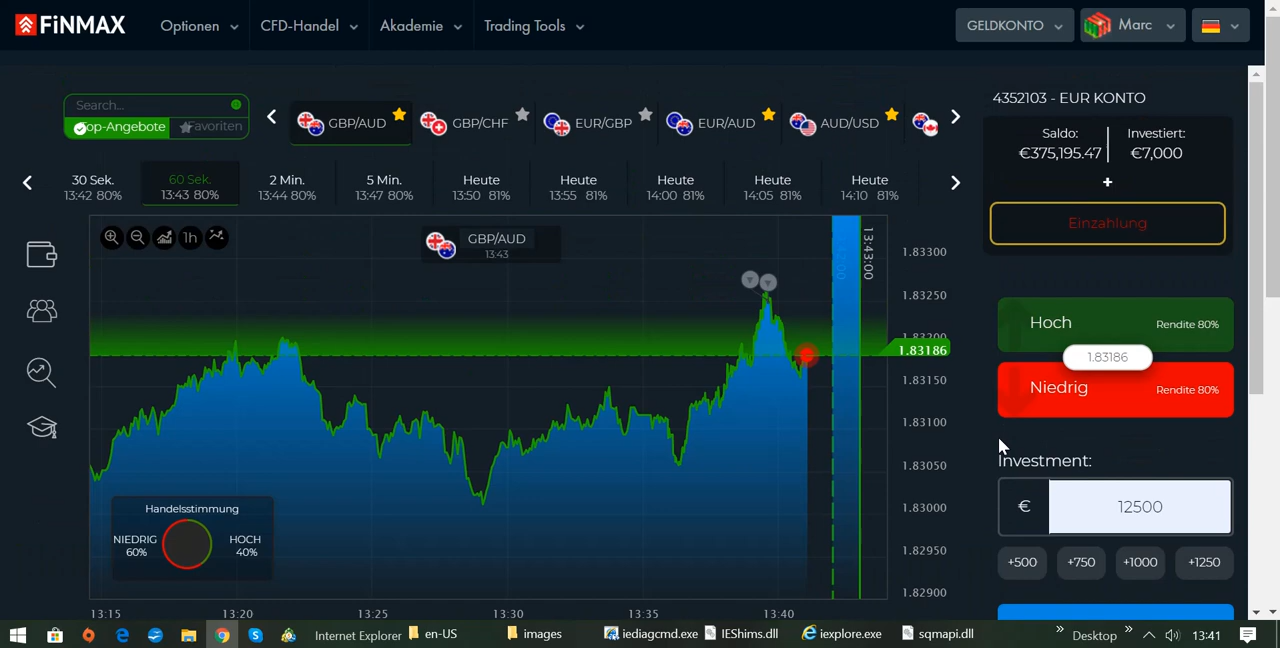 FiNMAX
Optionen
CFD-Handel
Akademie
Trading Tools
GELDKONTO
Marc
Search...
Top-Angebote
Favoriten
GBP/AUD
GBP/CHF
EUR/GBP
EUR/AUD
AUD/USD
4352103 - EUR KONTO
Saldo:
€375,195.47
Investiert:
€7,000
+
Einzahlung
30 Sek.
13:42 80%
60 Sek.
13:43 80%
2 Min.
13:44 80%
5 Min.
13:47 80%
Heute
13:50 81%
Heute
13:55 81%
Heute
14:00 81%
Heute
14:05 81%
Heute
14:10 81%
1h
GBP/AUD
13:43
13:43:00
1.83300
1.83250
1.83200
1.83186
1.83150
1.83100
1.83050
1.83000
1.82950
1.82900
Hoch
Rendite 80%
1.83186
Niedrig
Rendite 80%
Investment:
€
12500
+500
+750
+1000
+1250
Handelsstimmung
NIEDRIG
60%
HOCH
40%
13:15
13:20
13:25
13:30
13:35
13:40
Internet Explorer
en-US
images
iediagcmd.exe
IEShims.dll
iexplore.exe
sqmapi.dll
Desktop
13:41